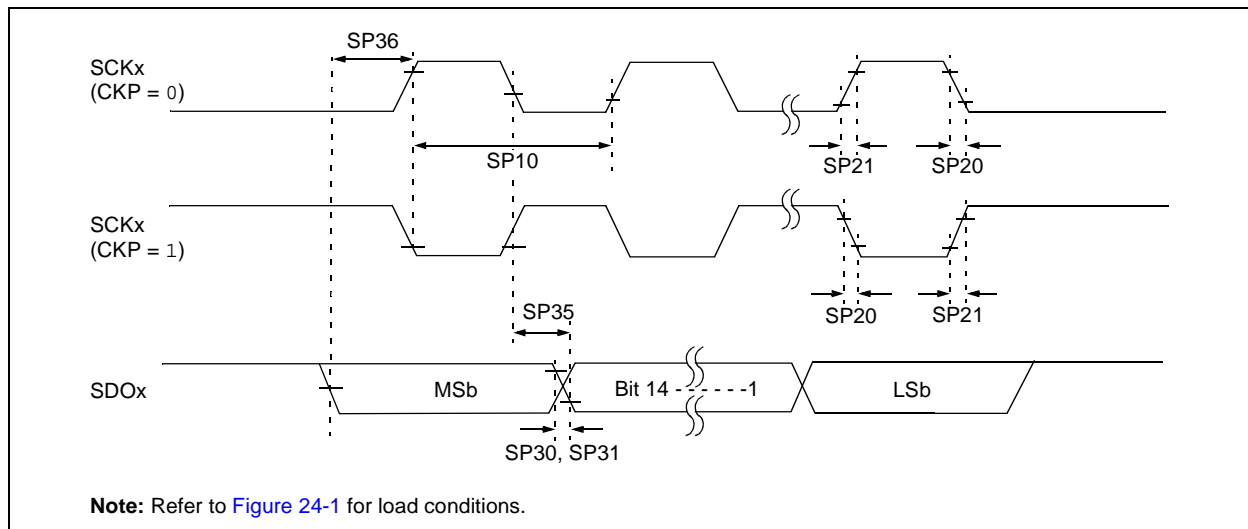 SP36
SCKx
(CKP = 0)
SP10
SP21
SP20
SCKx
(CKP = 1)
SP35
SP20
SP21
SDOx
MSb
Bit 14 - - - - - -1
LSb
SP30, SP31
Note: Refer to Figure 24-1 for load conditions.